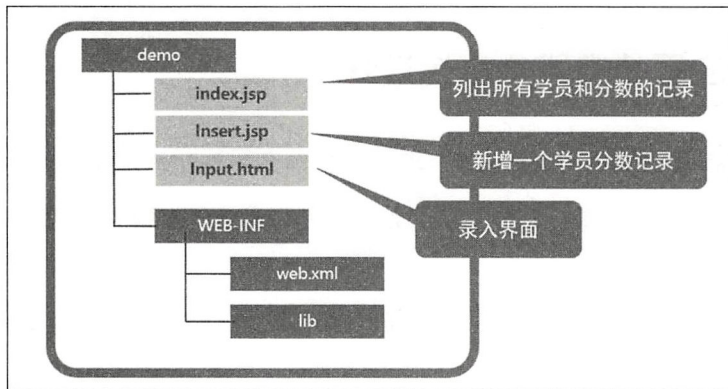 demo
index.jsp
列出所有学员和分数的记录
Insert.jsp
新增一个学员分数记录
Input.html
录入界面
WEB-INF
web.xml
lib